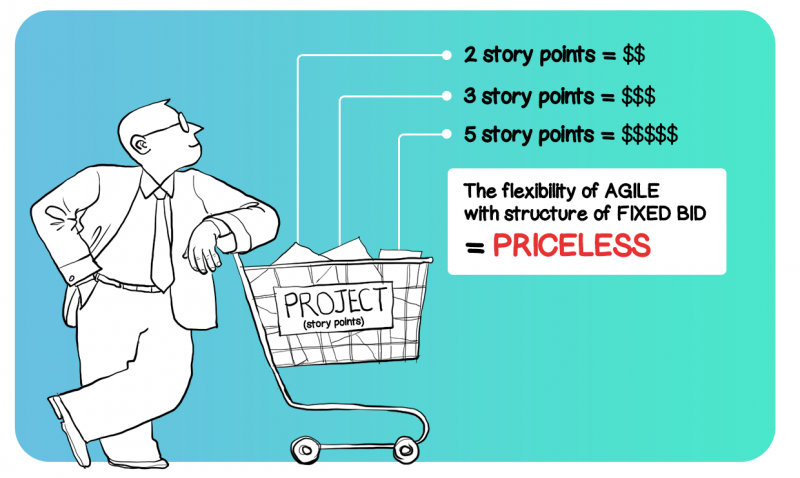 2 story points = $$
3 story points = $$$
5 story points = $$$$$
The flexibility of AGILE
with structure of FIXED BID
= PRICELESS
PROJECT
(story points)